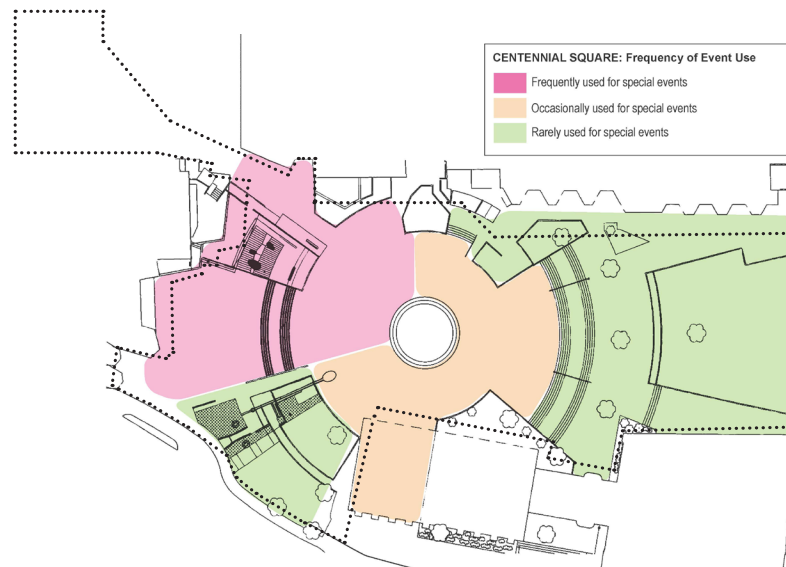 CENTENNIAL SQUARE: Frequency of Event Use
Frequently used for special events
Occasionally used for special events
Rarely used for special events